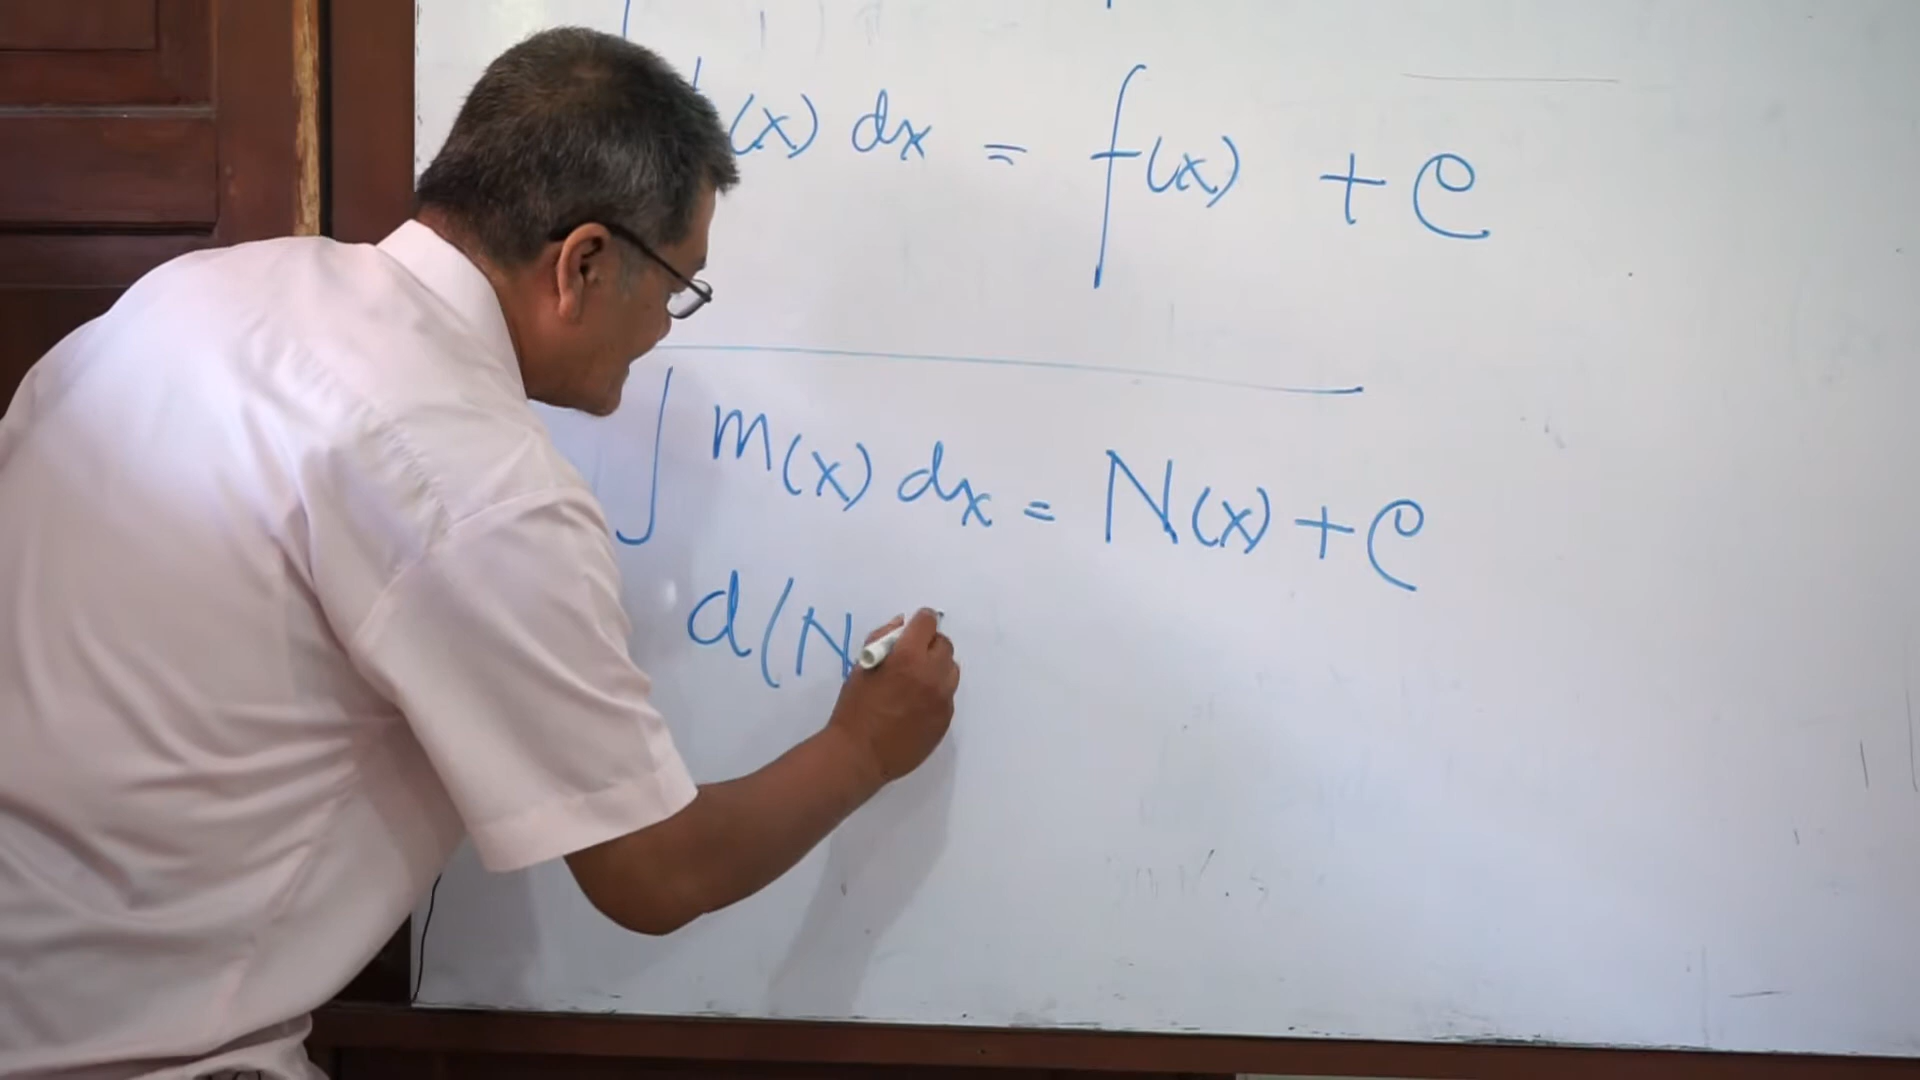 (x) dx = f(x) + C
∫ m(x) dx = N(x) + C
d(N